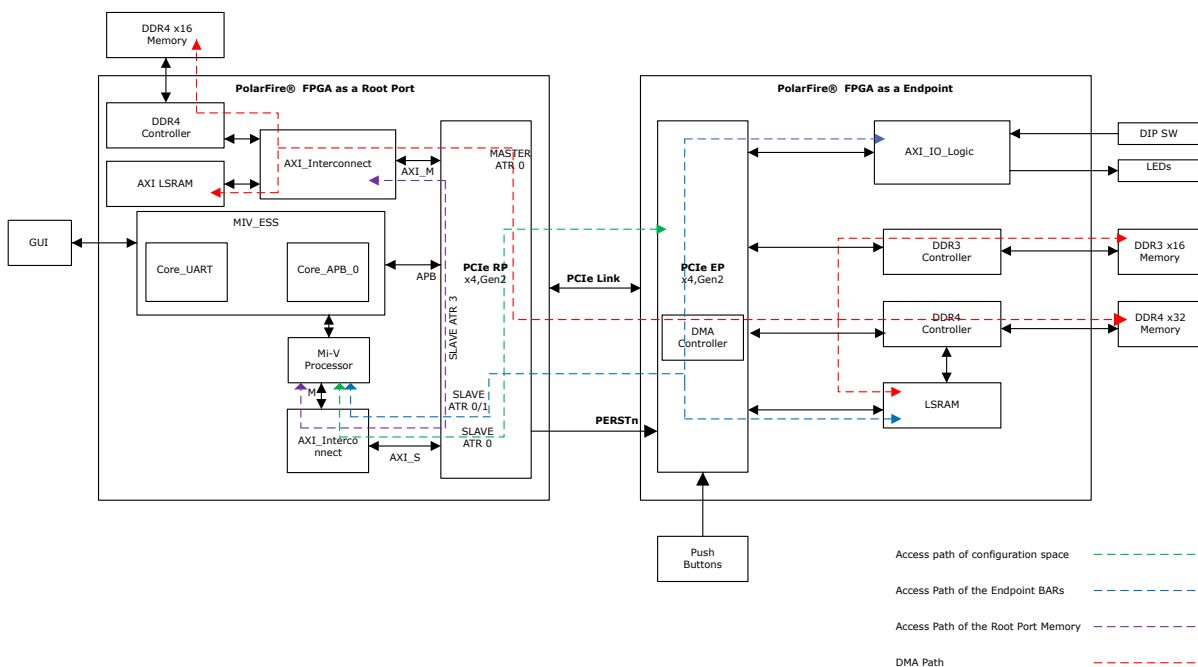 DDR4 x16
Memory
PolarFire® FPGA as a Root Port
PolarFire® FPGA as a Endpoint
DDR4
Controller
AXI_Interconnect
AXI_M
MASTER
ATR 0
AXI LSRAM
MIV_ESS
GUI
Core_UART
Core_APB_0
APB
PCIe RP
x4,Gen2
SLAVE ATR 3
Mi-V
Processor
M
AXI_Interco
nnect
AXI_S
SLAVE
ATR 0/1
SLAVE
ATR 0
PCIe Link
PERSTn
PCIe EP
x4,Gen2
DMA
Controller
AXI_IO_Logic
DIP SW
LEDs
DDR3
Controller
DDR3 x16
Memory
DDR4
Controller
DDR4 x32
Memory
LSRAM
Push
Buttons
Access path of configuration space
Access Path of the Endpoint BARs
Access Path of the Root Port Memory
DMA Path